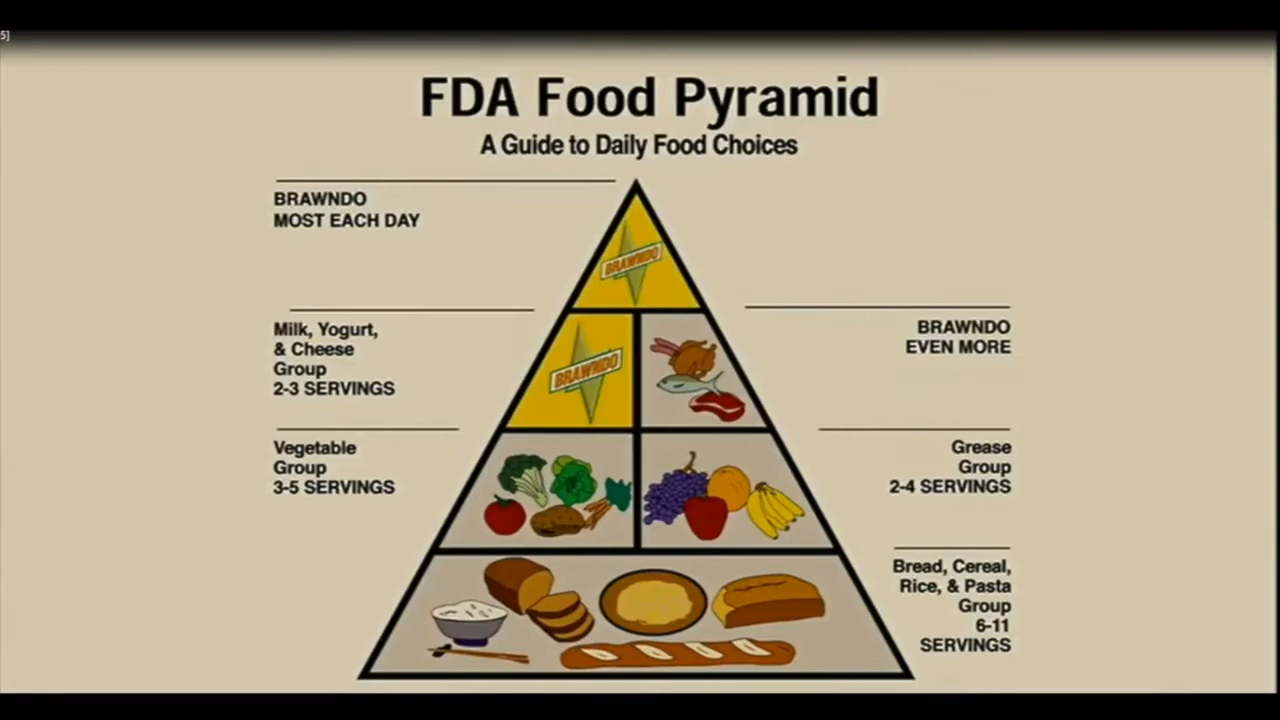 5]
FDA Food Pyramid
A Guide to Daily Food Choices
BRAWNDO
MOST EACH DAY
BRAWNDO
Milk, Yogurt,
& Cheese
Group
2-3 SERVINGS
BRAWNDO
BRAWNDO
EVEN MORE
Vegetable
Group
3-5 SERVINGS
Grease
Group
2-4 SERVINGS
Bread, Cereal,
Rice, & Pasta
Group
6-11
SERVINGS